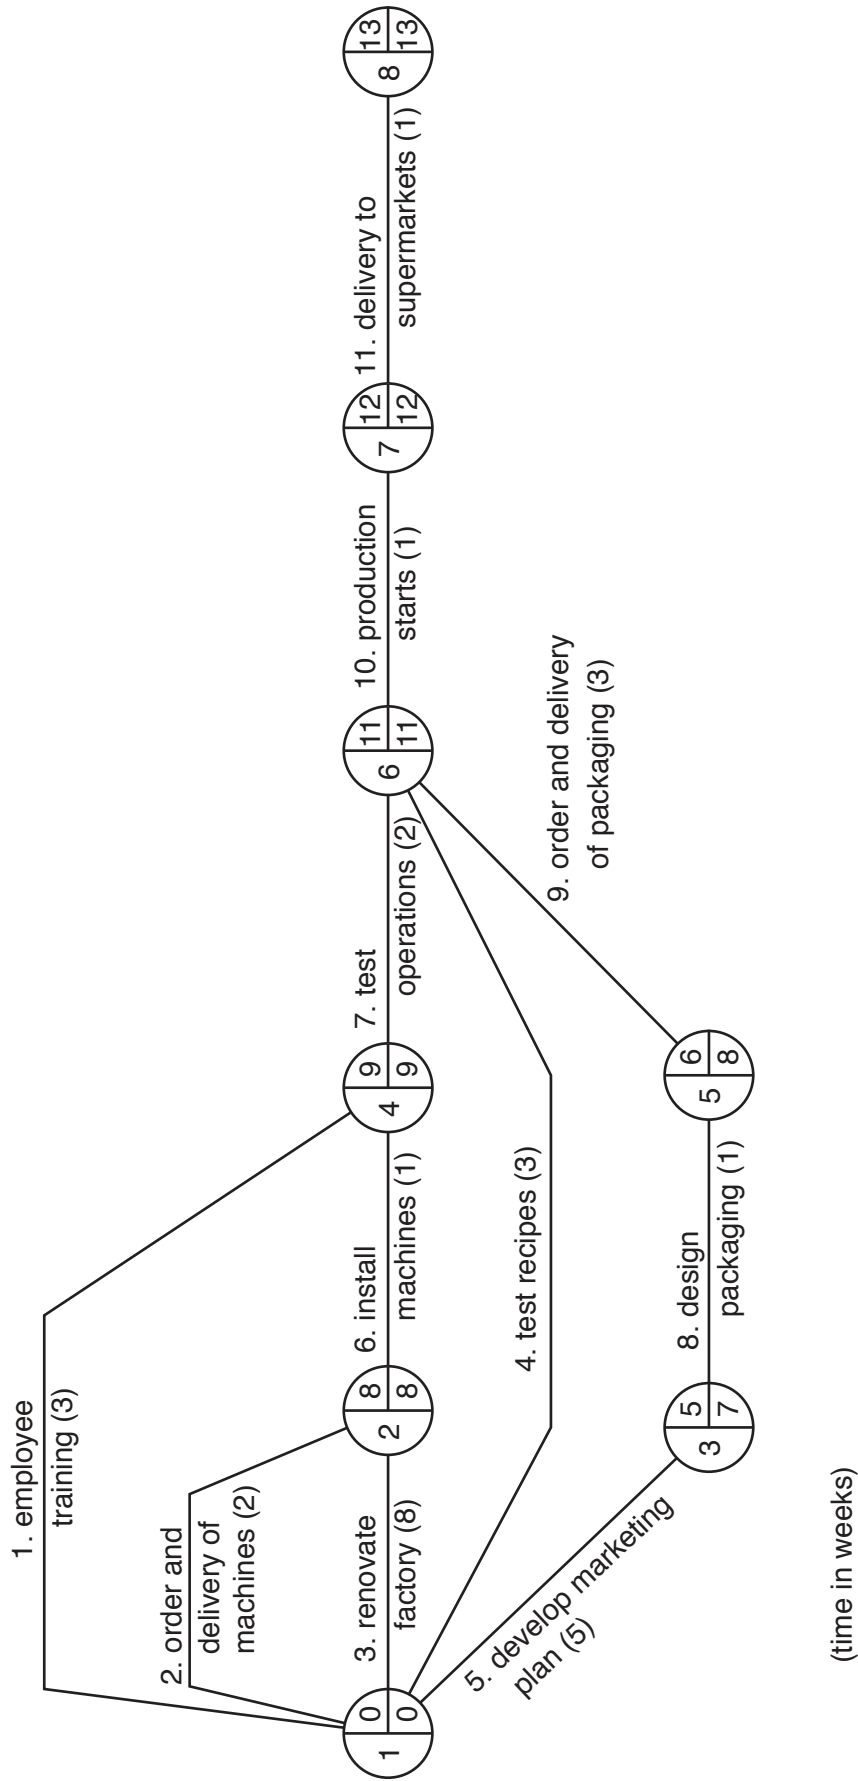 1. employee
training (3)
2. order and
delivery of
machines (2)
3. renovate
factory (8)
6. install
machines (1)
7. test
operations (2)
10. production
starts (1)
11. delivery to
supermarkets (1)
4. test recipes (3)
5. develop marketing
plan (5)
8. design
packaging (1)
9. order and delivery
of packaging (3)
1
0
0
2
8
8
4
9
9
6
11
11
7
12
12
8
13
13
3
5
7
5
6
8
(time in weeks)